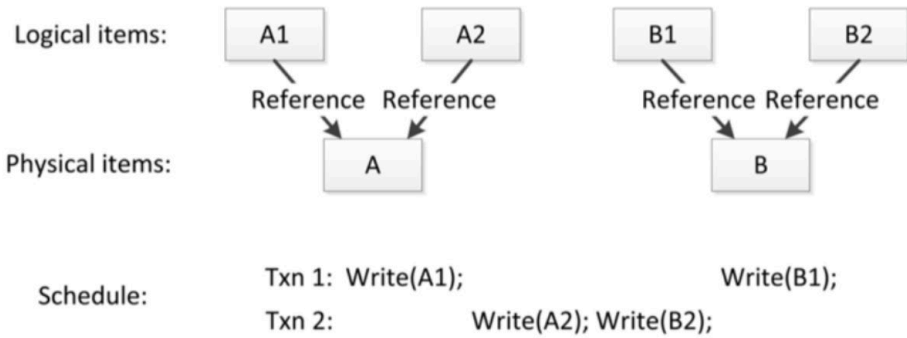 Logical items: A1 A2 B1 B2
Reference Reference Reference Reference
Physical items: A B
Txn 1: Write(A1); Write(B1);
Schedule:
Txn 2: Write(A2); Write(B2);